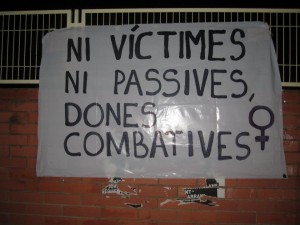 NI VÍCTIMES
NI PASSIVES,
DONES
COMBATIVES